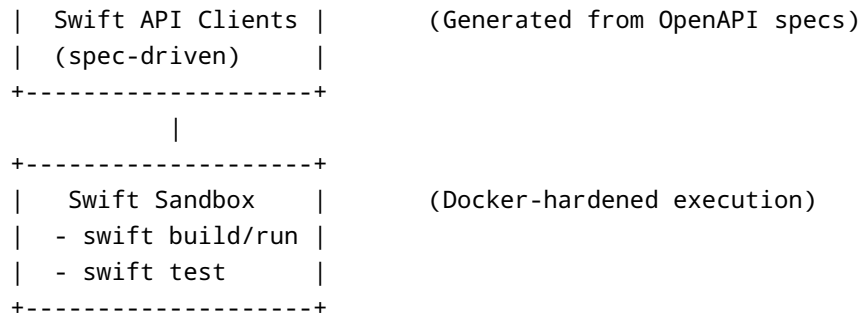 |  Swift API Clients |       (Generated from OpenAPI specs)
|  (spec-driven)     |
+--------------------+
           |
+--------------------+
|   Swift Sandbox    |       (Docker-hardened execution)
|  - swift build/run |
|  - swift test      |
+--------------------+